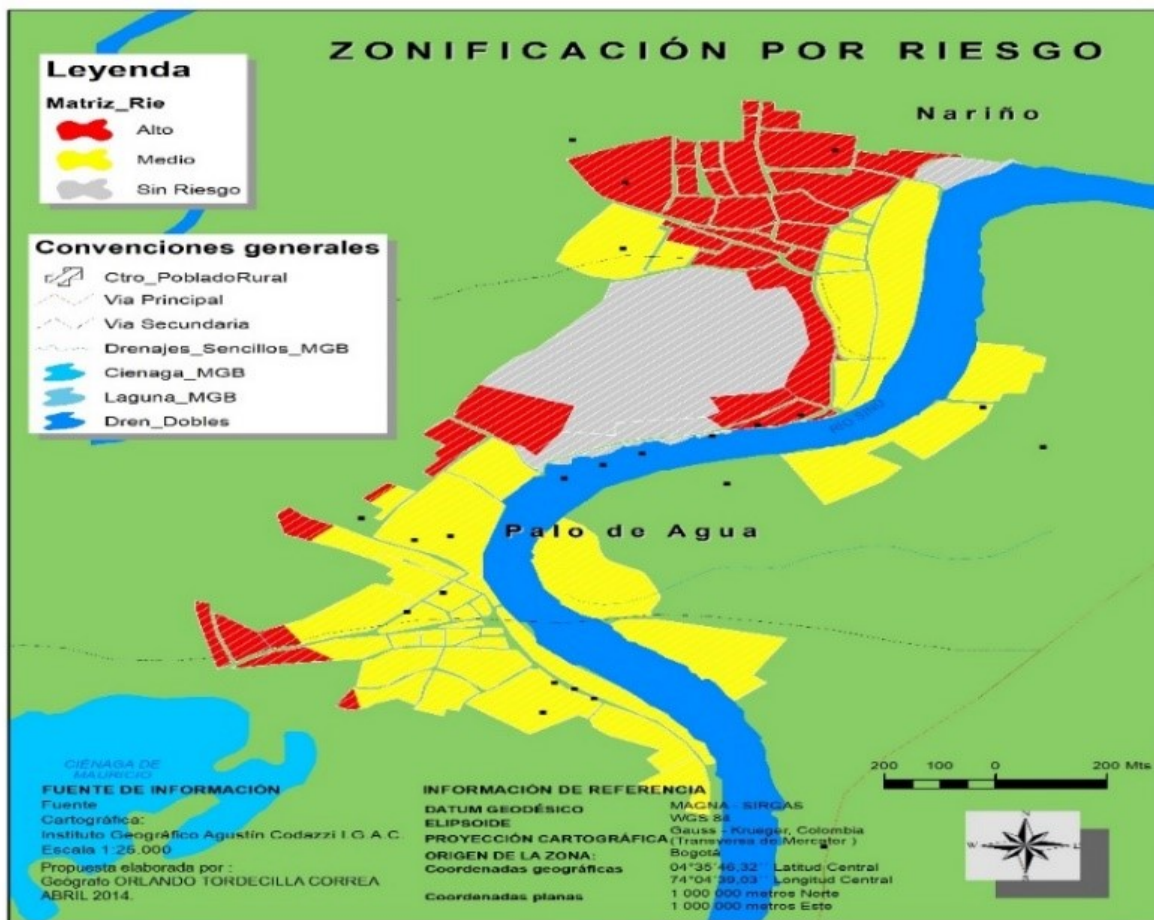 ZONIFICACIÓN POR RIESGO
Leyenda
Matriz_Rie
Alto
Medio
Sin Riesgo
Nariño
Convenciones generales
Ctro_PobladoRural
Via Principal
Via Secundaria
Drenajes_Sencillos_MGB
Cienaga_MGB
Laguna_MGB
Dren_Dobles
RÍO SINÚ
Palo de Agua
200 100 0 200 Mts
CIÉNAGA DE
MAURICIO
FUENTE DE INFORMACIÓN
Fuente
Cartográfica:
Instituto Geográfico Agustín Codazzi I.G.A.C.
Escala 1:25.000
Propuesta elaborada por :
Geógrafo ORLANDO TORDECILLA CORREA
ABRIL 2014.
INFORMACIÓN DE REFERENCIA
DATUM GEODÉSICO MAGNA - SIRGAS
ELIPSOIDE WGS 84
PROYECCIÓN CARTOGRÁFICA Gauss - Krueger, Colombia
(Transversa de Mercator )
ORIGEN DE LA ZONA: Bogotá
Coordenadas geográficas 04°35'46,32'' Latitud Central
74°04'39,03'' Longitud Central
Coordenadas planas 1 000 000 metros Norte
1 000 000 metros Este
N
W E
S